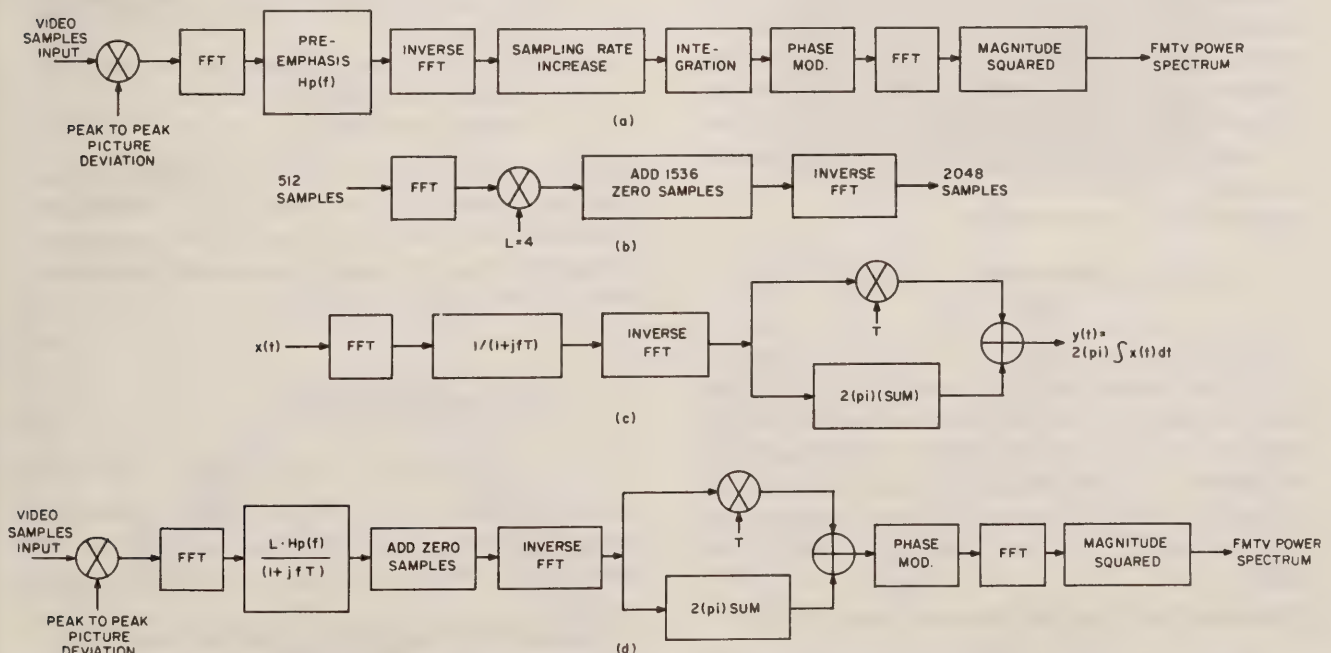 VIDEO
SAMPLES
INPUT
PEAK TO PEAK
PICTURE
DEVIATION
FFT
PRE-
EMPHASIS
Hp(f)
INVERSE
FFT
SAMPLING RATE
INCREASE
INTE-
GRATION
PHASE
MOD.
FFT
MAGNITUDE
SQUARED
FMTV POWER
SPECTRUM
(a)
512
SAMPLES
FFT
L=4
ADD 1536
ZERO SAMPLES
INVERSE
FFT
2048
SAMPLES
(b)
x(t)
FFT
1/(1+jfT)
INVERSE
FFT
T
2(pi)(SUM)
y(t)=
2(pi) ∫ x(t)dt
(c)
VIDEO
SAMPLES
INPUT
PEAK TO PEAK
PICTURE
DEVIATION
FFT
L·Hp(f)
(1+jfT)
ADD ZERO
SAMPLES
INVERSE
FFT
T
2(pi) SUM
PHASE
MOD.
FFT
MAGNITUDE
SQUARED
FMTV POWER
SPECTRUM
(d)